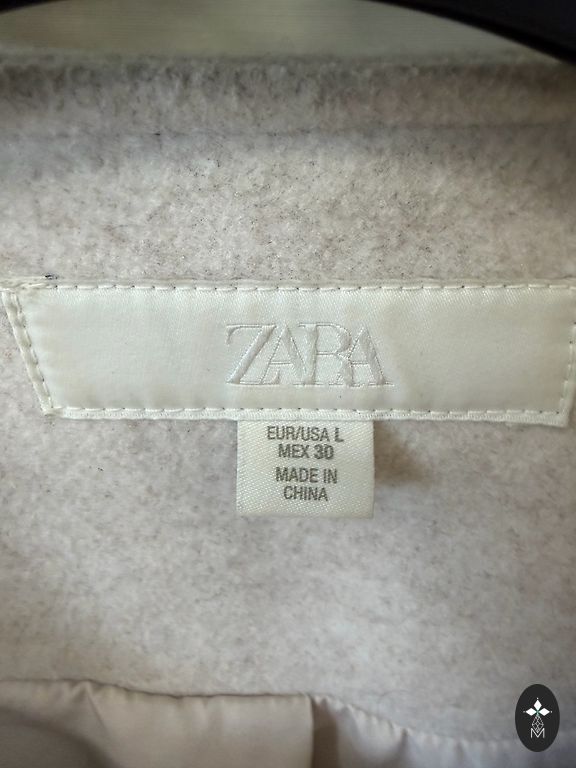 ZARA
EUR/USA L
MEX 30
MADE IN
CHINA